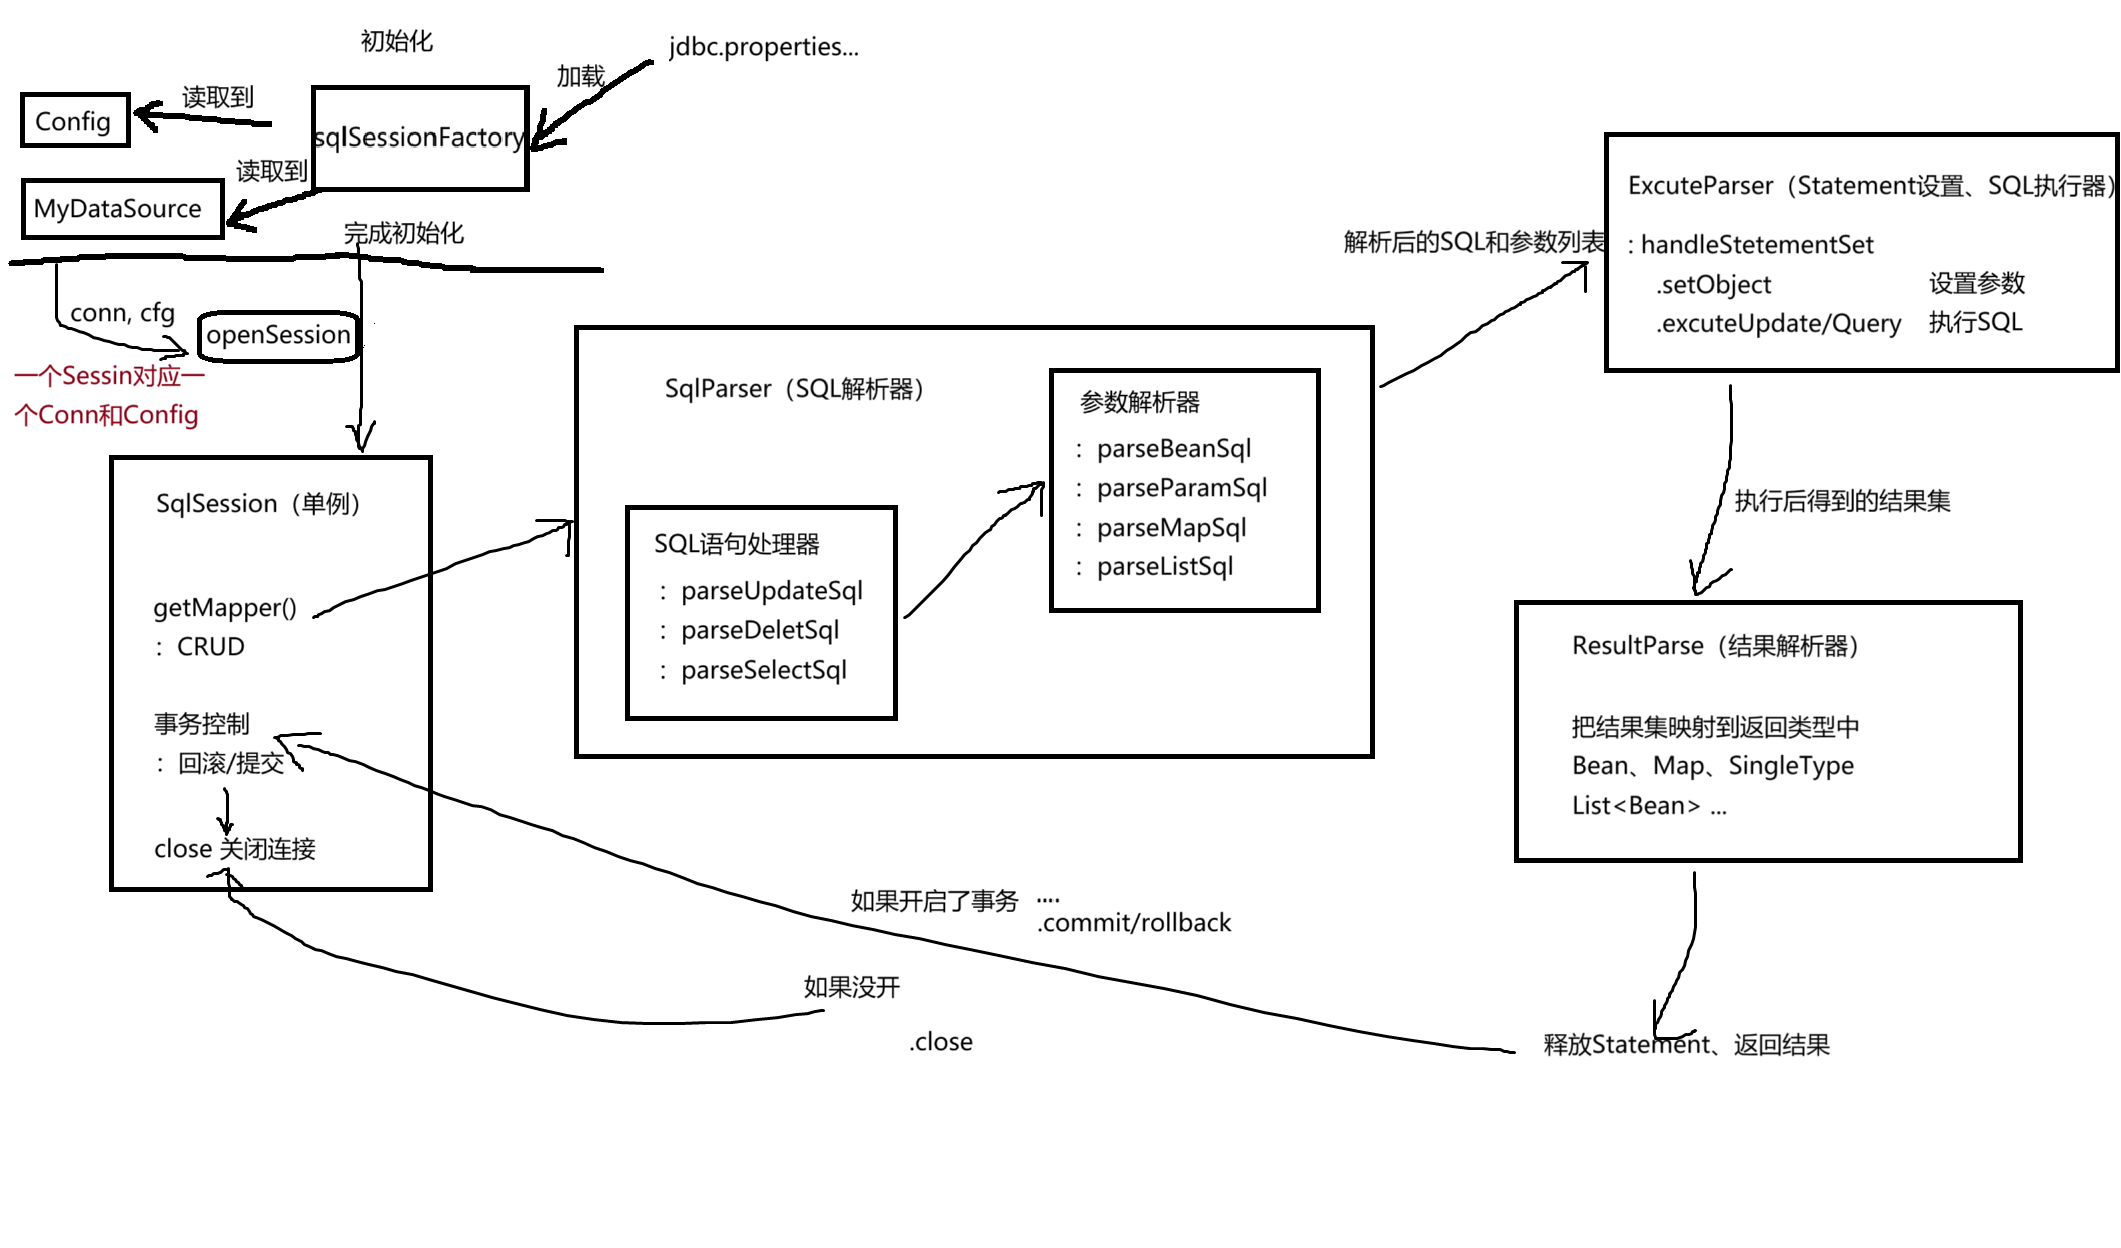 初始化
jdbc.properties...
加载
读取到
Config
sqlSessionFactory
读取到
MyDataSource
完成初始化
conn, cfg
openSession
一个Sessin对应一
个Conn和Config
SqlSession（单例）
getMapper()
：CRUD
事务控制
：回滚/提交
close 关闭连接
SqlParser（SQL解析器）
SQL语句处理器
：parseUpdateSql
：parseDeletSql
：parseSelectSql
参数解析器
：parseBeanSql
：parseParamSql
：parseMapSql
：parseListSql
解析后的SQL和参数列表
ExcuteParser（Statement设置、SQL执行器）
: handleStetementSet
.setObject 设置参数
.excuteUpdate/Query 执行SQL
执行后得到的结果集
ResultParse（结果解析器）
把结果集映射到返回类型中
Bean、Map、SingleType
List<Bean> ...
释放Statement、返回结果
如果开启了事务 ....
.commit/rollback
如果没开
.close